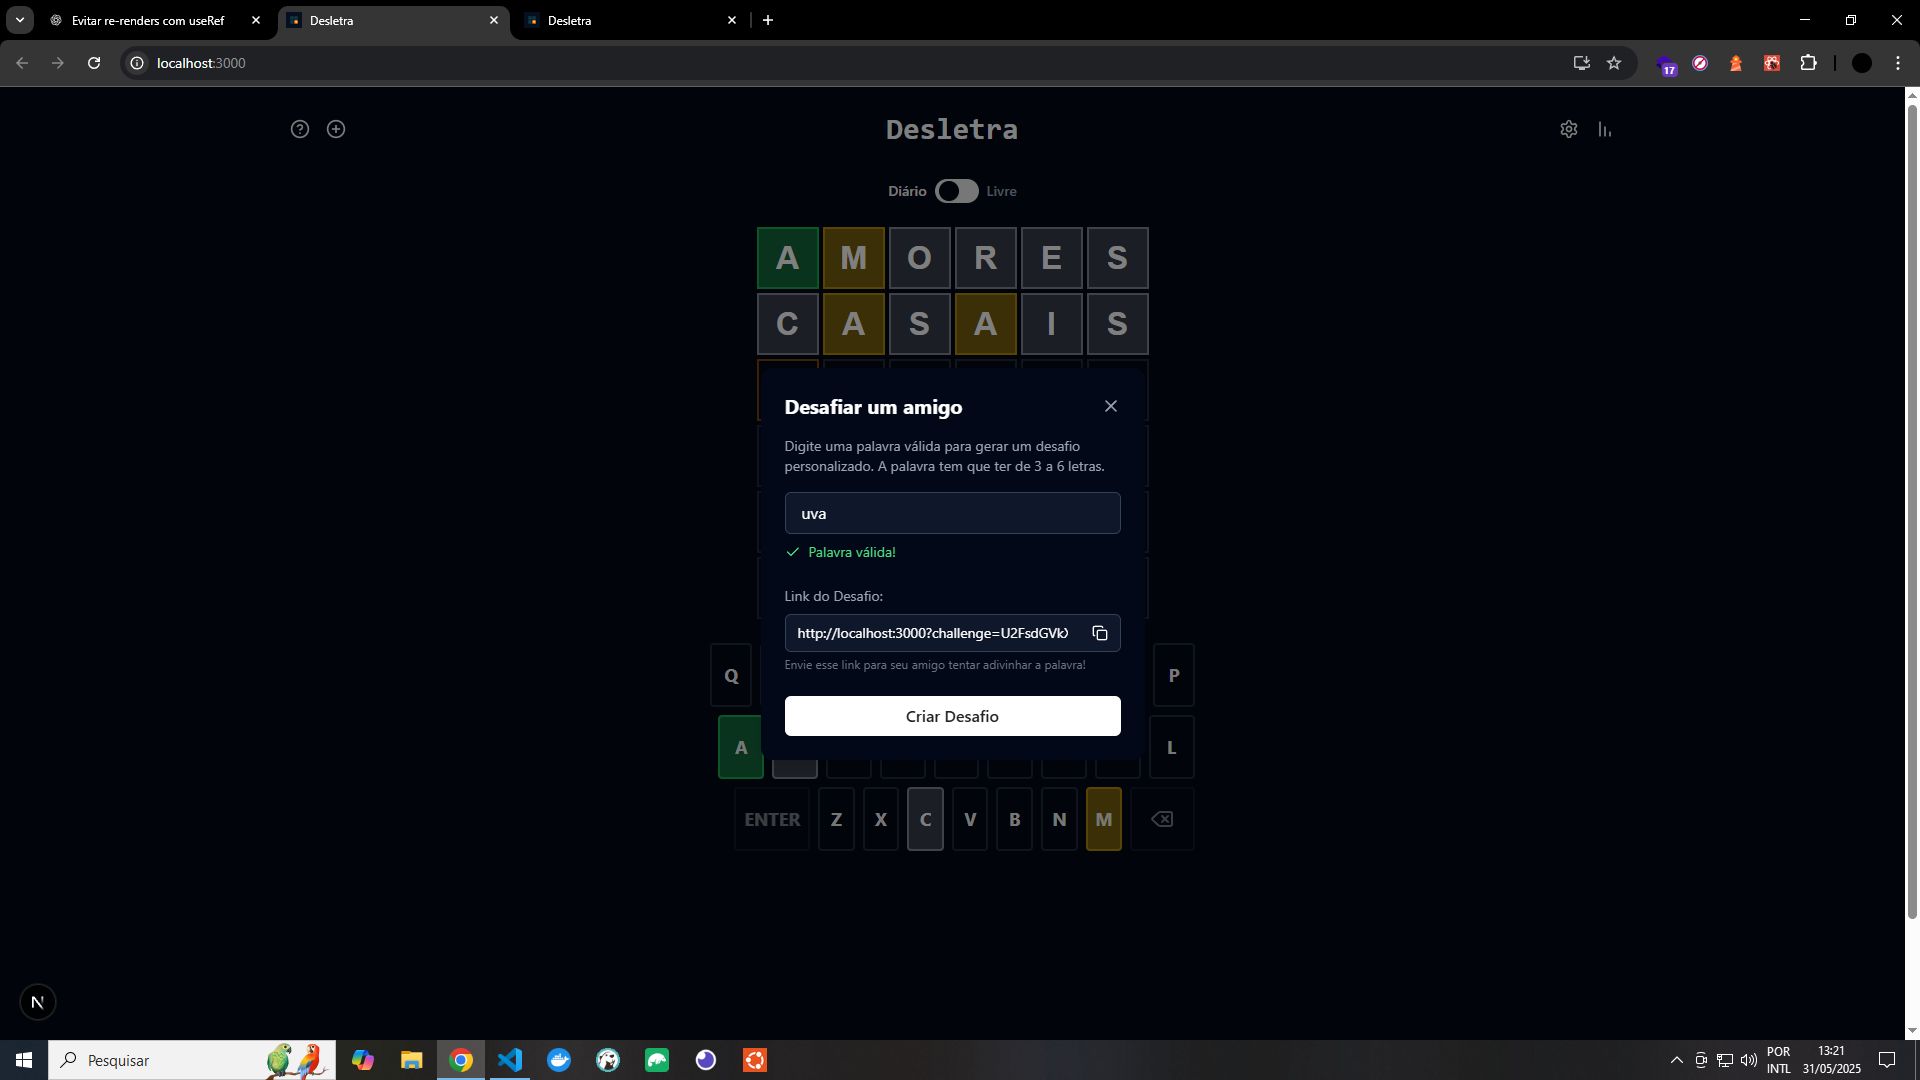 Evitar re-renders com useRef
Desletra
Desletra
localhost:3000
17
Desletra
Diário
Livre
A M O R E S
C A S A I S
Desafiar um amigo
Digite uma palavra válida para gerar um desafio
personalizado. A palavra tem que ter de 3 a 6 letras.
uva
Palavra válida!
Link do Desafio:
http://localhost:3000?challenge=U2FsdGVkX
Envie esse link para seu amigo tentar adivinhar a palavra!
Criar Desafio
Q P
A L
ENTER Z X C V B N M
N
Pesquisar
POR
INTL
13:21
31/05/2025